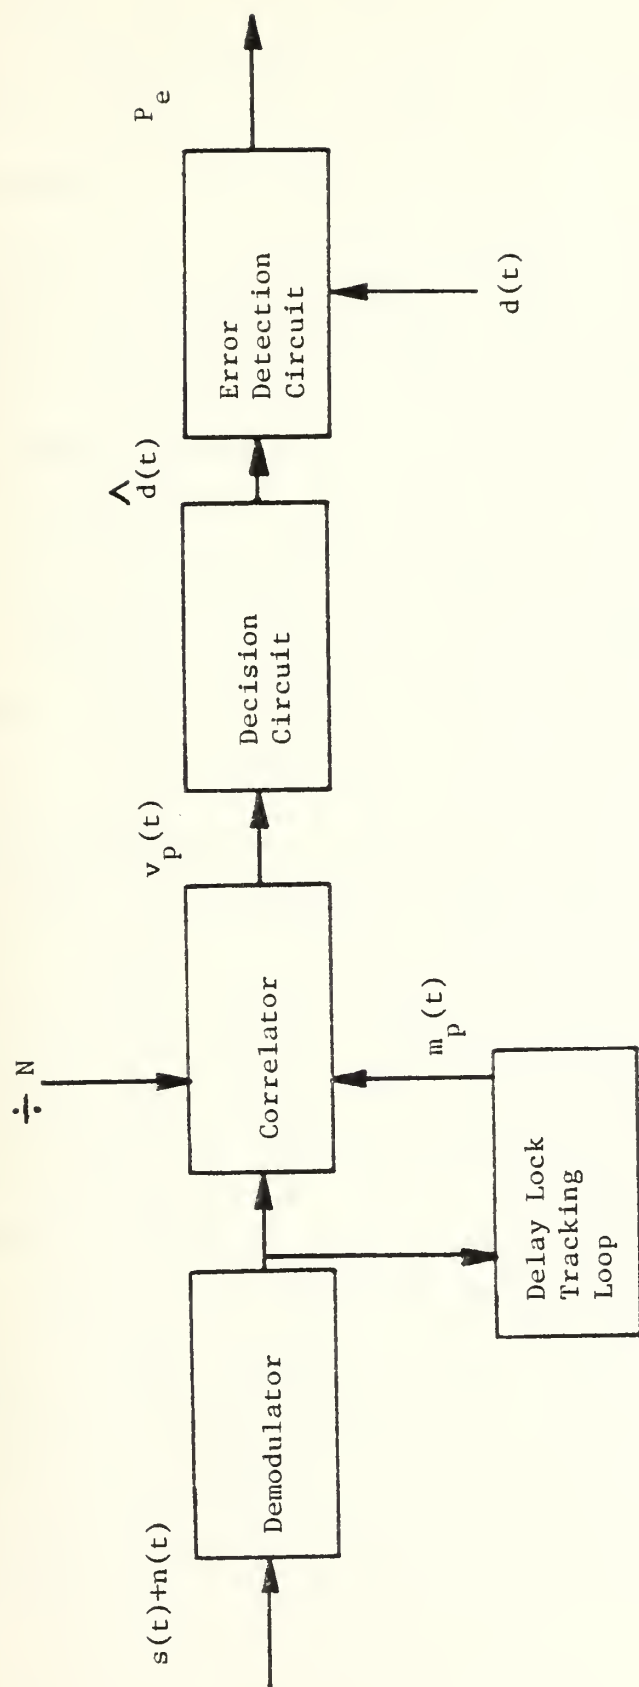 s(t)+n(t)
Demodulator
Delay Lock
Tracking
Loop
m_p(t)
÷ N
Correlator
v_p(t)
Decision
Circuit
^
d(t)
Error
Detection
Circuit
d(t)
P_e